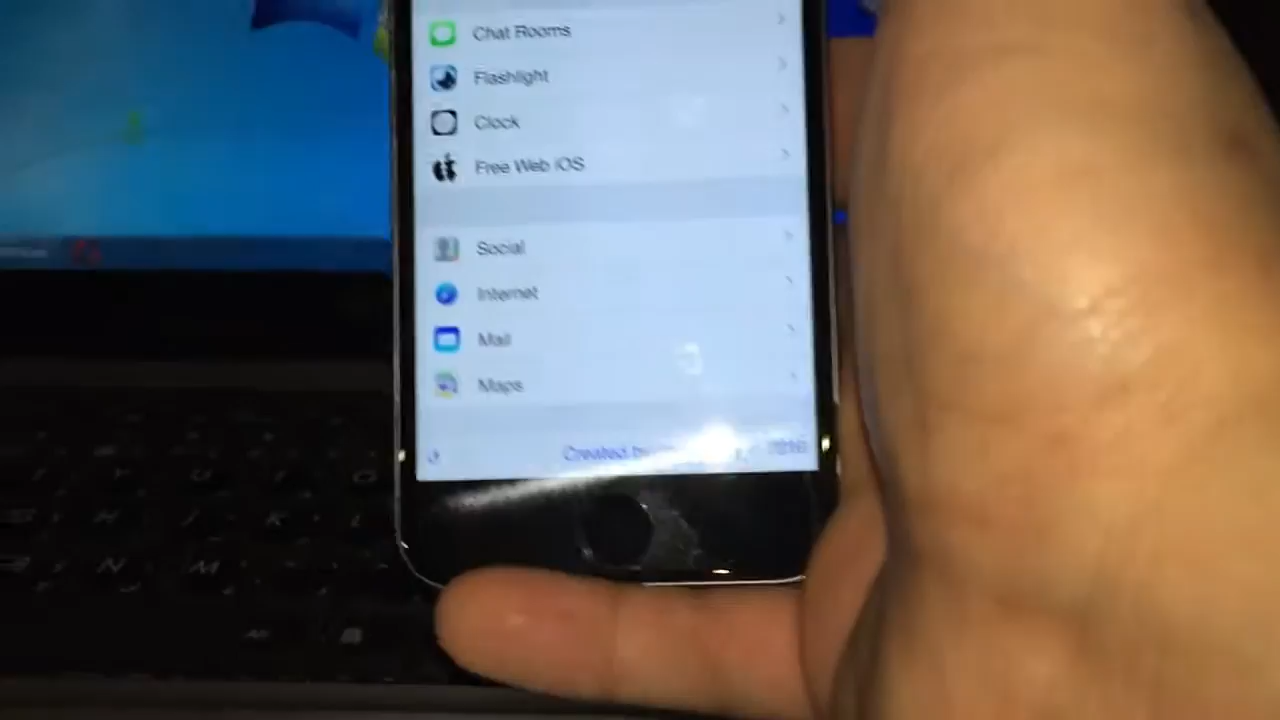 Chat Rooms
Flashlight
Clock
Free Web iOS
Social
Internet
Mail
Maps
Created by
Y U O
H J K L
N M